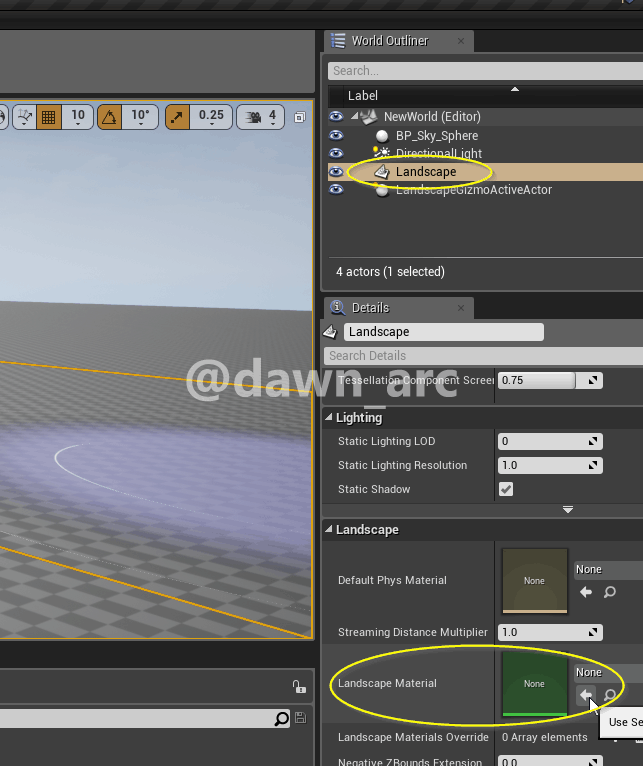 World Outliner
Search...
10
10°
0.25
4
Label
NewWorld (Editor)
BP_Sky_Sphere
DirectionalLight
Landscape
LandscapeGizmoActiveActor
4 actors (1 selected)
Details
Landscape
Search Details
@dawn_arc
Tessellation Component Screen
0.75
Lighting
Static Lighting LOD
0
Static Lighting Resolution
1.0
Static Shadow
Landscape
Default Phys Material
None
None
Streaming Distance Multiplier
1.0
Landscape Material
None
None
Use Se
Landscape Materials Override
0 Array elements
Negative ZBounds Extension
0.0